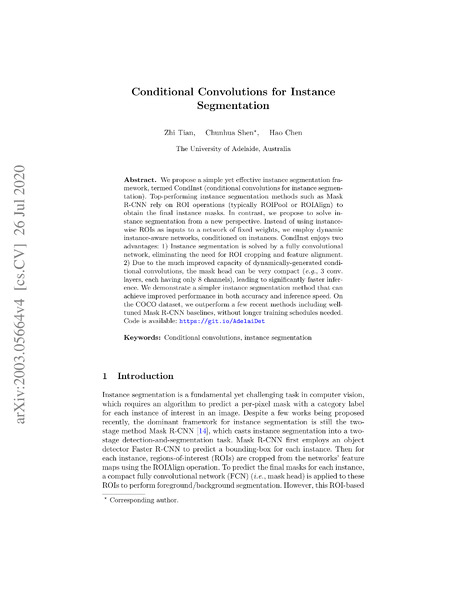 Conditional Convolutions for Instance
Segmentation
Zhi Tian, Chunhua Shen*, Hao Chen
The University of Adelaide, Australia
Abstract. We propose a simple yet effective instance segmentation fra-
mework, termed CondInst (conditional convolutions for instance segmen-
tation). Top-performing instance segmentation methods such as Mask
R-CNN rely on ROI operations (typically ROIPool or ROIAlign) to
obtain the final instance masks. In contrast, we propose to solve in-
stance segmentation from a new perspective. Instead of using instance-
wise ROIs as inputs to a network of fixed weights, we employ dynamic
instance-aware networks, conditioned on instances. CondInst enjoys two
advantages: 1) Instance segmentation is solved by a fully convolutional
network, eliminating the need for ROI cropping and feature alignment.
2) Due to the much improved capacity of dynamically-generated condi-
tional convolutions, the mask head can be very compact (e.g., 3 conv.
layers, each having only 8 channels), leading to significantly faster infer-
ence. We demonstrate a simpler instance segmentation method that can
achieve improved performance in both accuracy and inference speed. On
the COCO dataset, we outperform a few recent methods including well-
tuned Mask R-CNN baselines, without longer training schedules needed.
Code is available: https://git.io/AdelaiDet
Keywords: Conditional convolutions, instance segmentation
1 Introduction
Instance segmentation is a fundamental yet challenging task in computer vision,
which requires an algorithm to predict a per-pixel mask with a category label
for each instance of interest in an image. Despite a few works being proposed
recently, the dominant framework for instance segmentation is still the two-
stage method Mask R-CNN [14], which casts instance segmentation into a two-
stage detection-and-segmentation task. Mask R-CNN first employs an object
detector Faster R-CNN to predict a bounding-box for each instance. Then for
each instance, regions-of-interest (ROIs) are cropped from the networks' feature
maps using the ROIAlign operation. To predict the final masks for each instance,
a compact fully convolutional network (FCN) (i.e., mask head) is applied to these
ROIs to perform foreground/background segmentation. However, this ROI-based
* Corresponding author.
arXiv:2003.05664v4 [cs.CV] 26 Jul 2020